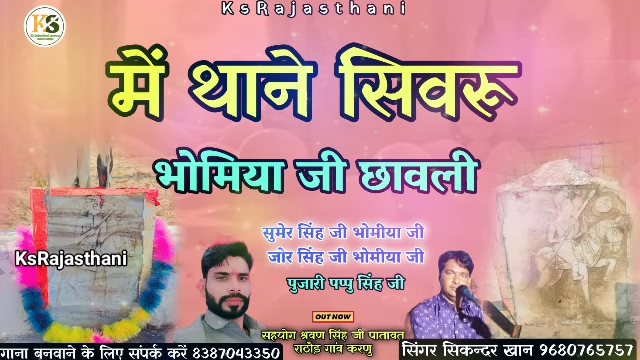 KsRajasthani
KS
में थाने सिवरू
भोमिया जी छावली
सुमेर सिंह जी भोमीया जी
जोर सिंह जी भोमीया जी
पुजारी पप्पु सिंह जी
KsRajasthani
OUT NOW
सहयोग श्रवण सिंह जी पातावत
राठोड़ गांव करणु
गाना बनवाने के लिए संपर्क करें 8387043350
सिंगर सिकन्दर खान 9680765757